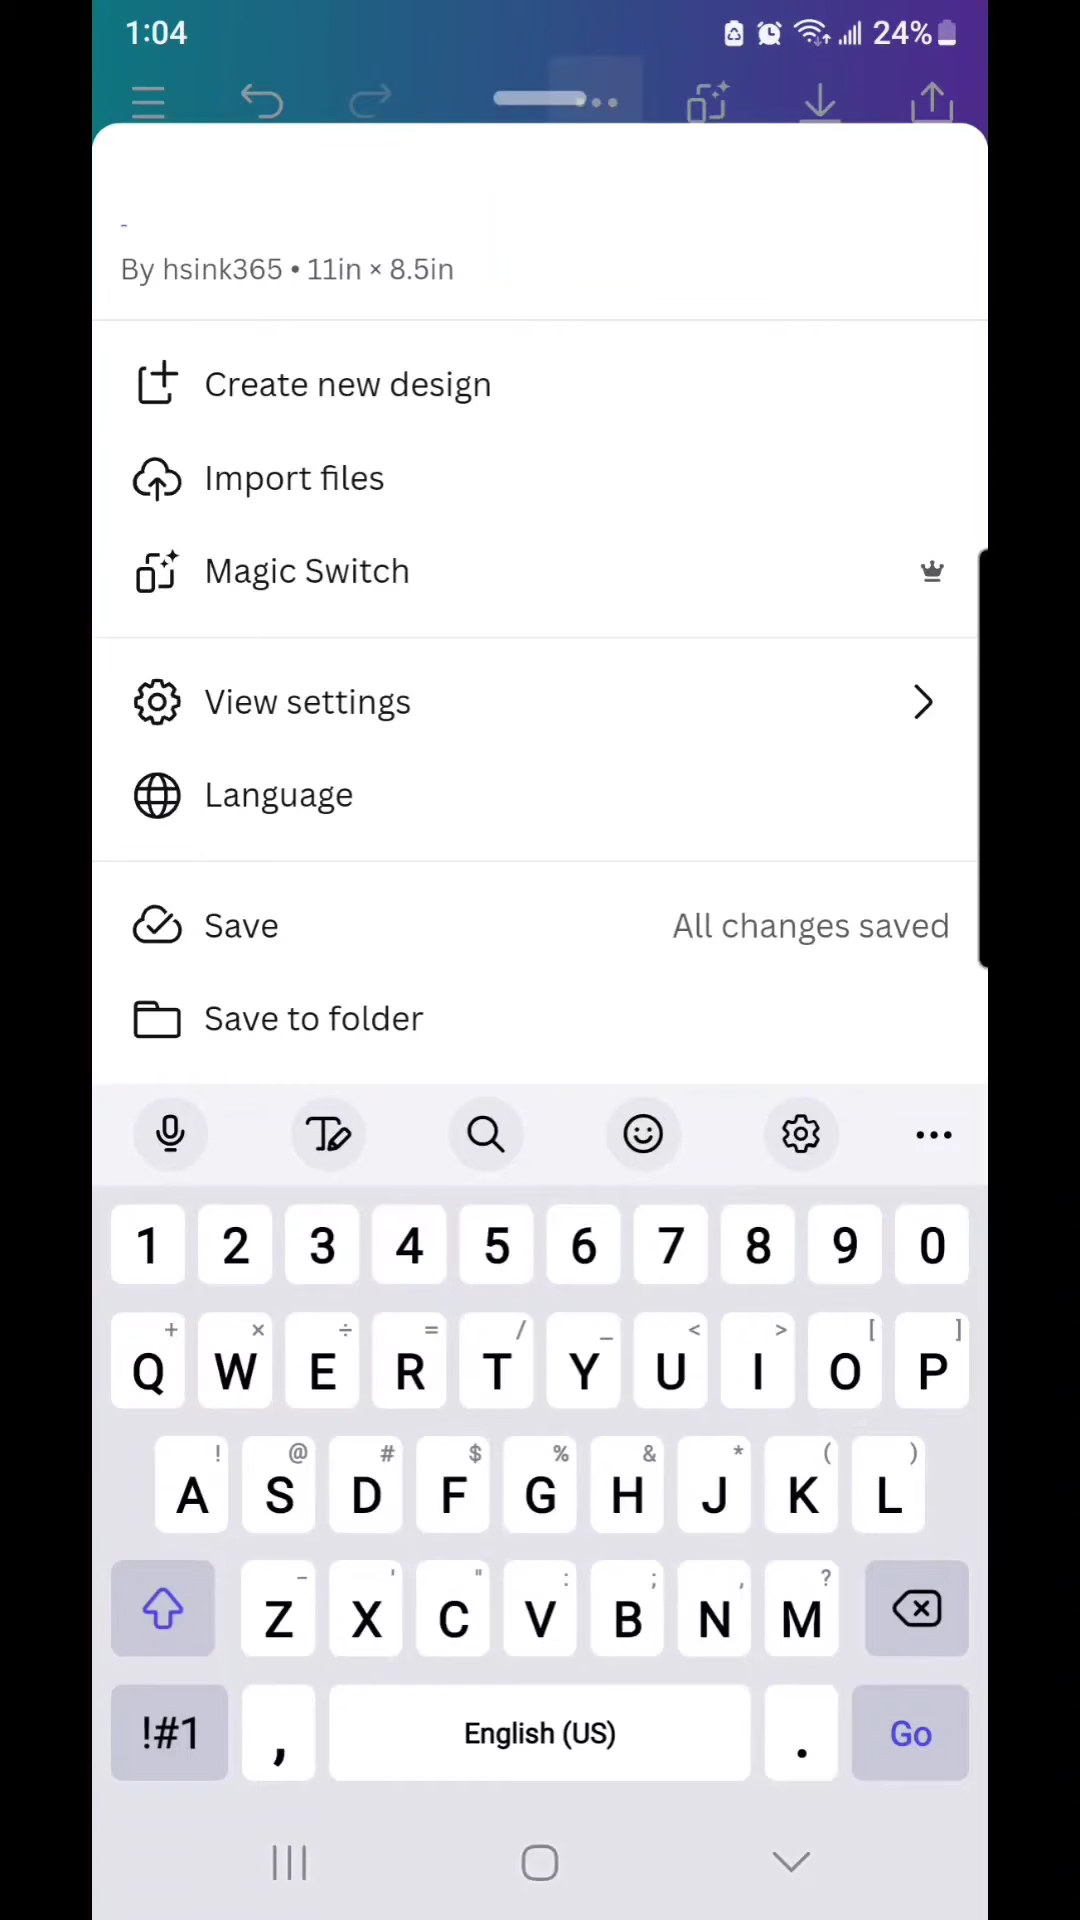 1:04 24%
By hsink365 • 11in × 8.5in
Create new design
Import files
Magic Switch
View settings
Language
Save All changes saved
Save to folder
1 2 3 4 5 6 7 8 9 0
+ × ÷ = / _ < > [ ]
Q W E R T Y U I O P
! @ # $ % & * ( )
A S D F G H J K L
- ' " : ; , ?
Z X C V B N M
!#1 , English (US) . Go